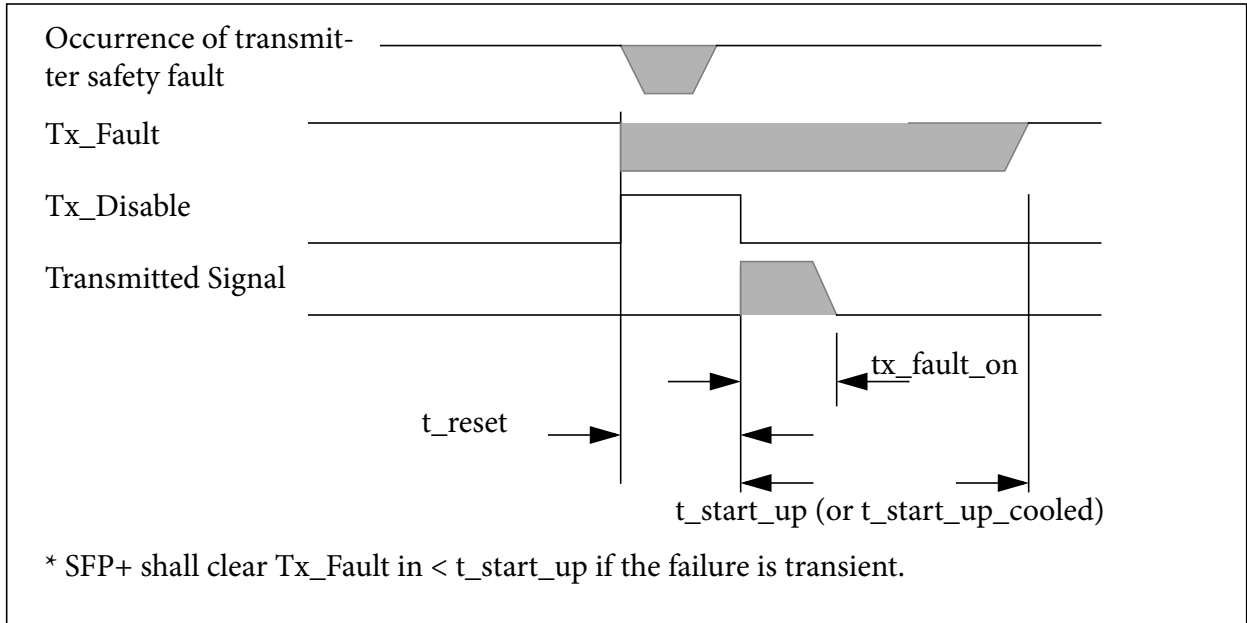 Occurrence of transmit-
ter safety fault
Tx_Fault
Tx_Disable
Transmitted Signal
tx_fault_on
t_reset
t_start_up (or t_start_up_cooled)
* SFP+ shall clear Tx_Fault in < t_start_up if the failure is transient.